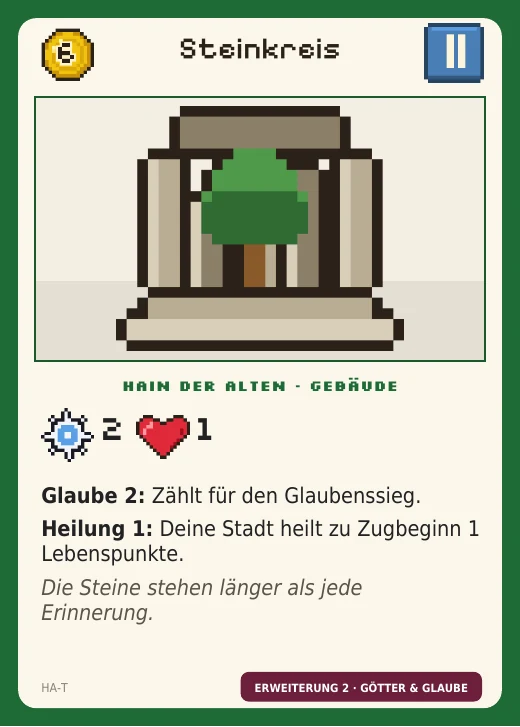 Steinkreis
II
HAIN DER ALTEN · GEBÄUDE
2 1
Glaube 2: Zählt für den Glaubenssieg.
Heilung 1: Deine Stadt heilt zu Zugbeginn 1
Lebenspunkte.
Die Steine stehen länger als jede
Erinnerung.
HA-T
ERWEITERUNG 2 · GÖTTER & GLAUBE